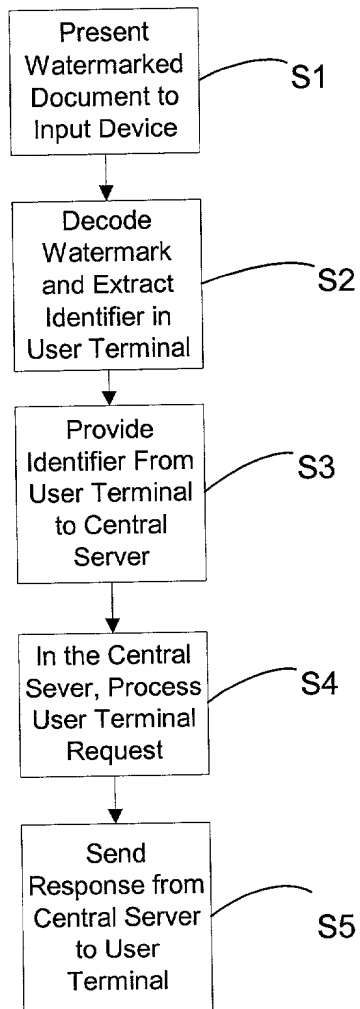 Present
Watermarked
Document to
Input Device
S1
Decode
Watermark
and Extract
Identifier in
User Terminal
S2
Provide
Identifier From
User Terminal
to Central
Server
S3
In the Central
Sever, Process
User Terminal
Request
S4
Send
Response from
Central Server
to User
Terminal
S5